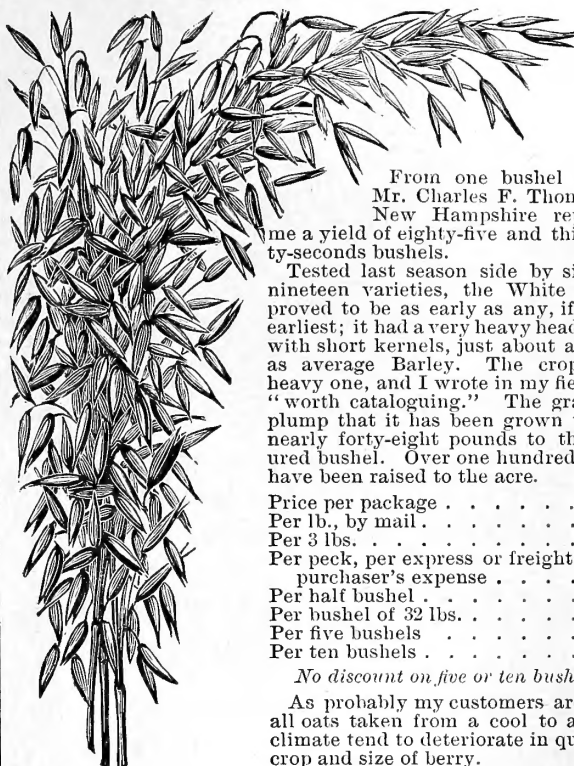 From one bushel
Mr. Charles F. Thom
New Hampshire re
me a yield of eighty-five and thi
ty-seconds bushels.
Tested last season side by si
nineteen varieties, the White
proved to be as early as any, if
earliest; it had a very heavy head
with short kernels, just about a
as average Barley. The crop
heavy one, and I wrote in my fie
"worth cataloguing." The gra
plump that it has been grown
nearly forty-eight pounds to th
ured bushel. Over one hundred
have been raised to the acre.
Price per package . . . . . .
Per lb., by mail . . . . . . .
Per 3 lbs. . . . . . . . . .
Per peck, per express or freight
purchaser's expense . . . .
Per half bushel . . . . . . .
Per bushel of 32 lbs. . . . . .
Per five bushels . . . . . .
Per ten bushels . . . . . . .
No discount on five or ten bush
As probably my customers ar
all oats taken from a cool to a
climate tend to deteriorate in qu
crop and size of berry.